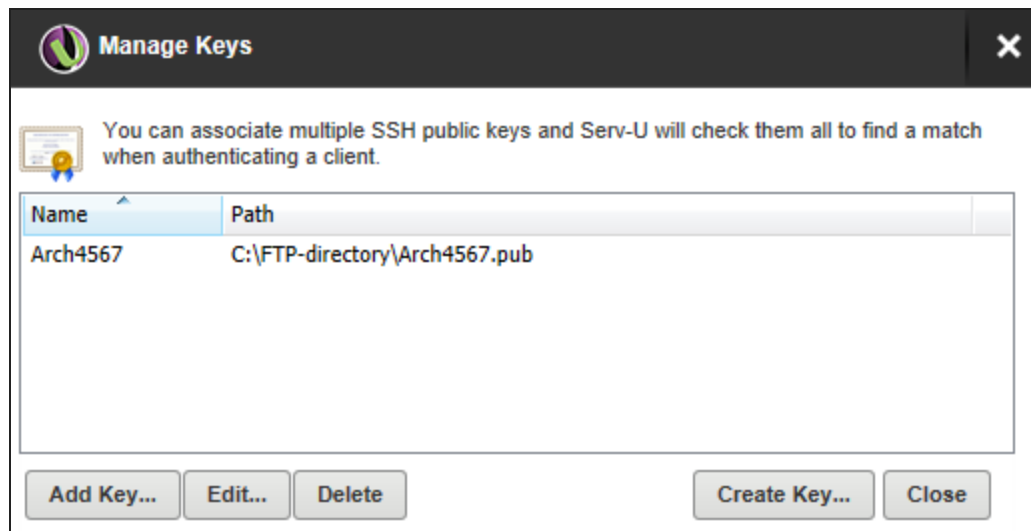 Manage Keys
You can associate multiple SSH public keys and Serv-U will check them all to find a match
when authenticating a client.
Name Path
Arch4567 C:\FTP-directory\Arch4567.pub
Add Key... Edit... Delete Create Key... Close